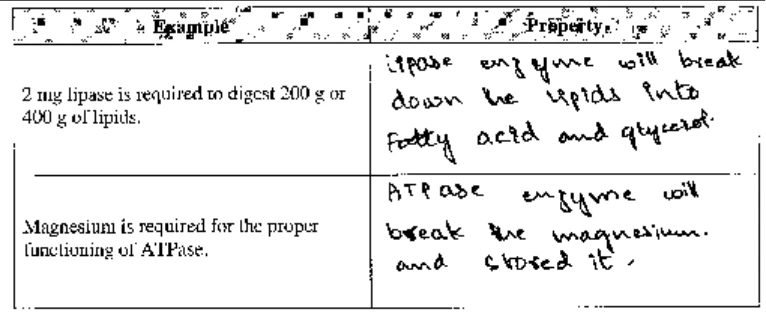 Example
Property
2 mg lipase is required to digest 200 g or
400 g of lipids.
lipase enzyme will break
down the lipids into
Fatty acid and glycerol.
Magnesium is required for the proper
functioning of ATPase.
ATPase enzyme will
break the magnesium.
and stored it.